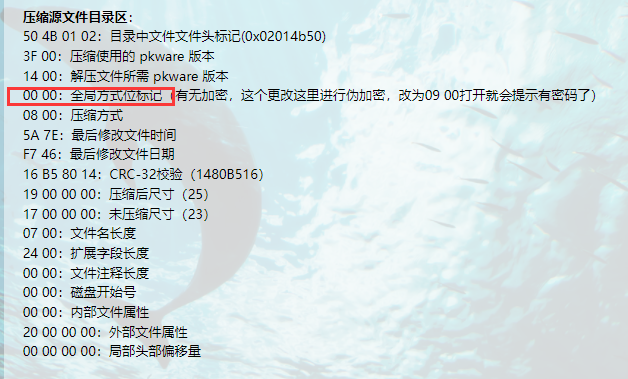 压缩源文件目录区：
50 4B 01 02：目录中文件文件头标记(0x02014b50)
3F 00：压缩使用的 pkware 版本
14 00：解压文件所需 pkware 版本
00 00：全局方式位标记（有无加密，这个更改这里进行伪加密，改为09 00打开就会提示有密码了）
08 00：压缩方式
5A 7E：最后修改文件时间
F7 46：最后修改文件日期
16 B5 80 14：CRC-32校验（1480B516）
19 00 00 00：压缩后尺寸（25）
17 00 00 00：未压缩尺寸（23）
07 00：文件名长度
24 00：扩展字段长度
00 00：文件注释长度
00 00：磁盘开始号
00 00：内部文件属性
20 00 00 00：外部文件属性
00 00 00 00：局部头部偏移量